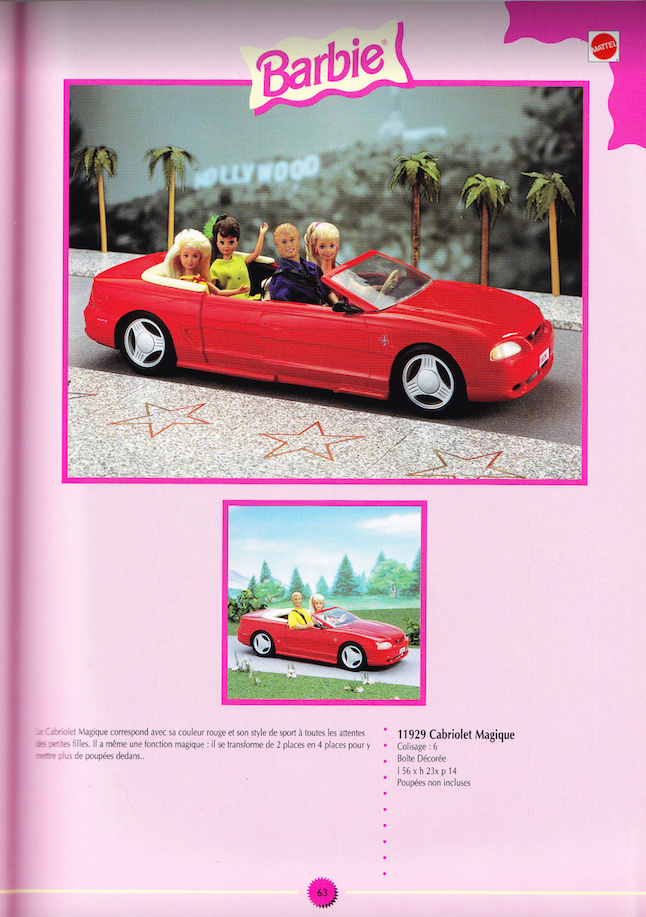 Barbie®
MATTEL
HOLLYWOOD
Le Cabriolet Magique correspond avec sa couleur rouge et son style de sport à toutes les attentes
des petites filles. Il a même une fonction magique : il se transforme de 2 places en 4 places pour y
mettre plus de poupées dedans..
11929 Cabriolet Magique
Colisage : 6
Boîte Décorée
l 56 x h 23x p 14
Poupées non incluses
63